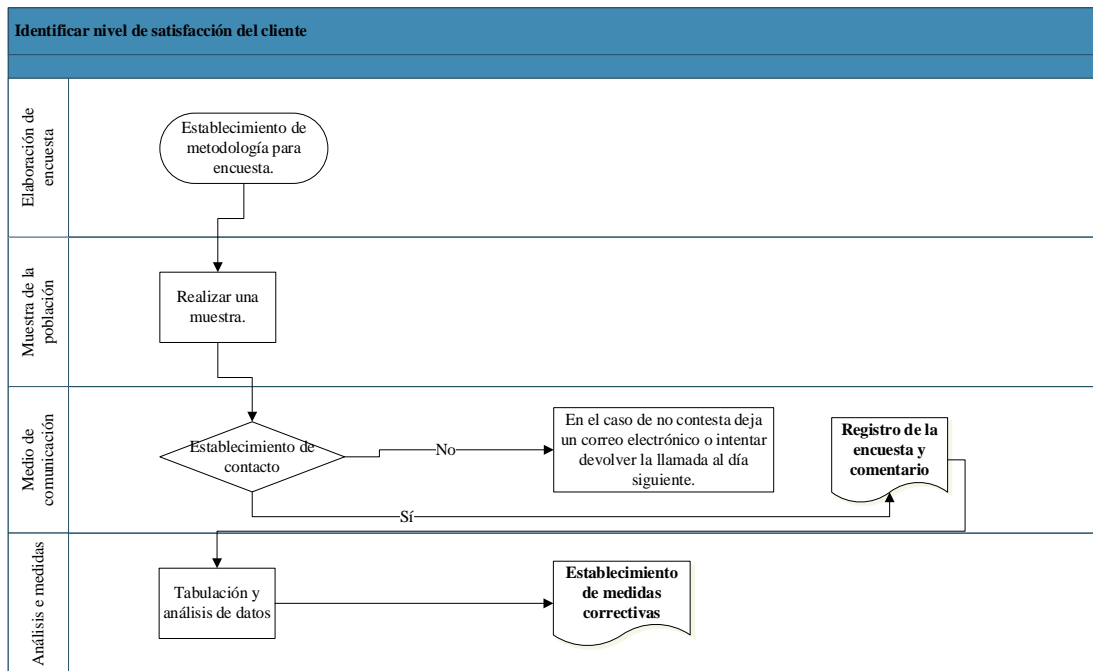 Identificar nivel de satisfacción del cliente
Elaboración de
encuesta
Establecimiento de
metodología para
encuesta.
Muestra de la
población
Realizar una
muestra.
Medio de
comunicación
Establecimiento de
contacto
No
En el caso de no contesta deja
un correo electrónico o intentar
devolver la llamada al día
siguiente.
Registro de la
encuesta y
comentario
Sí
Análisis e medidas
Tabulación y
análisis de datos
Establecimiento
de medidas
correctivas